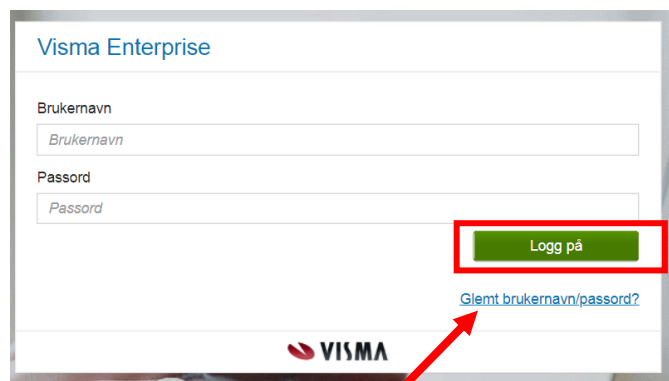 Visma Enterprise
Brukernavn
Brukernavn
Passord
Passord
Logg på
Glemt brukernavn/passord?
VISMA